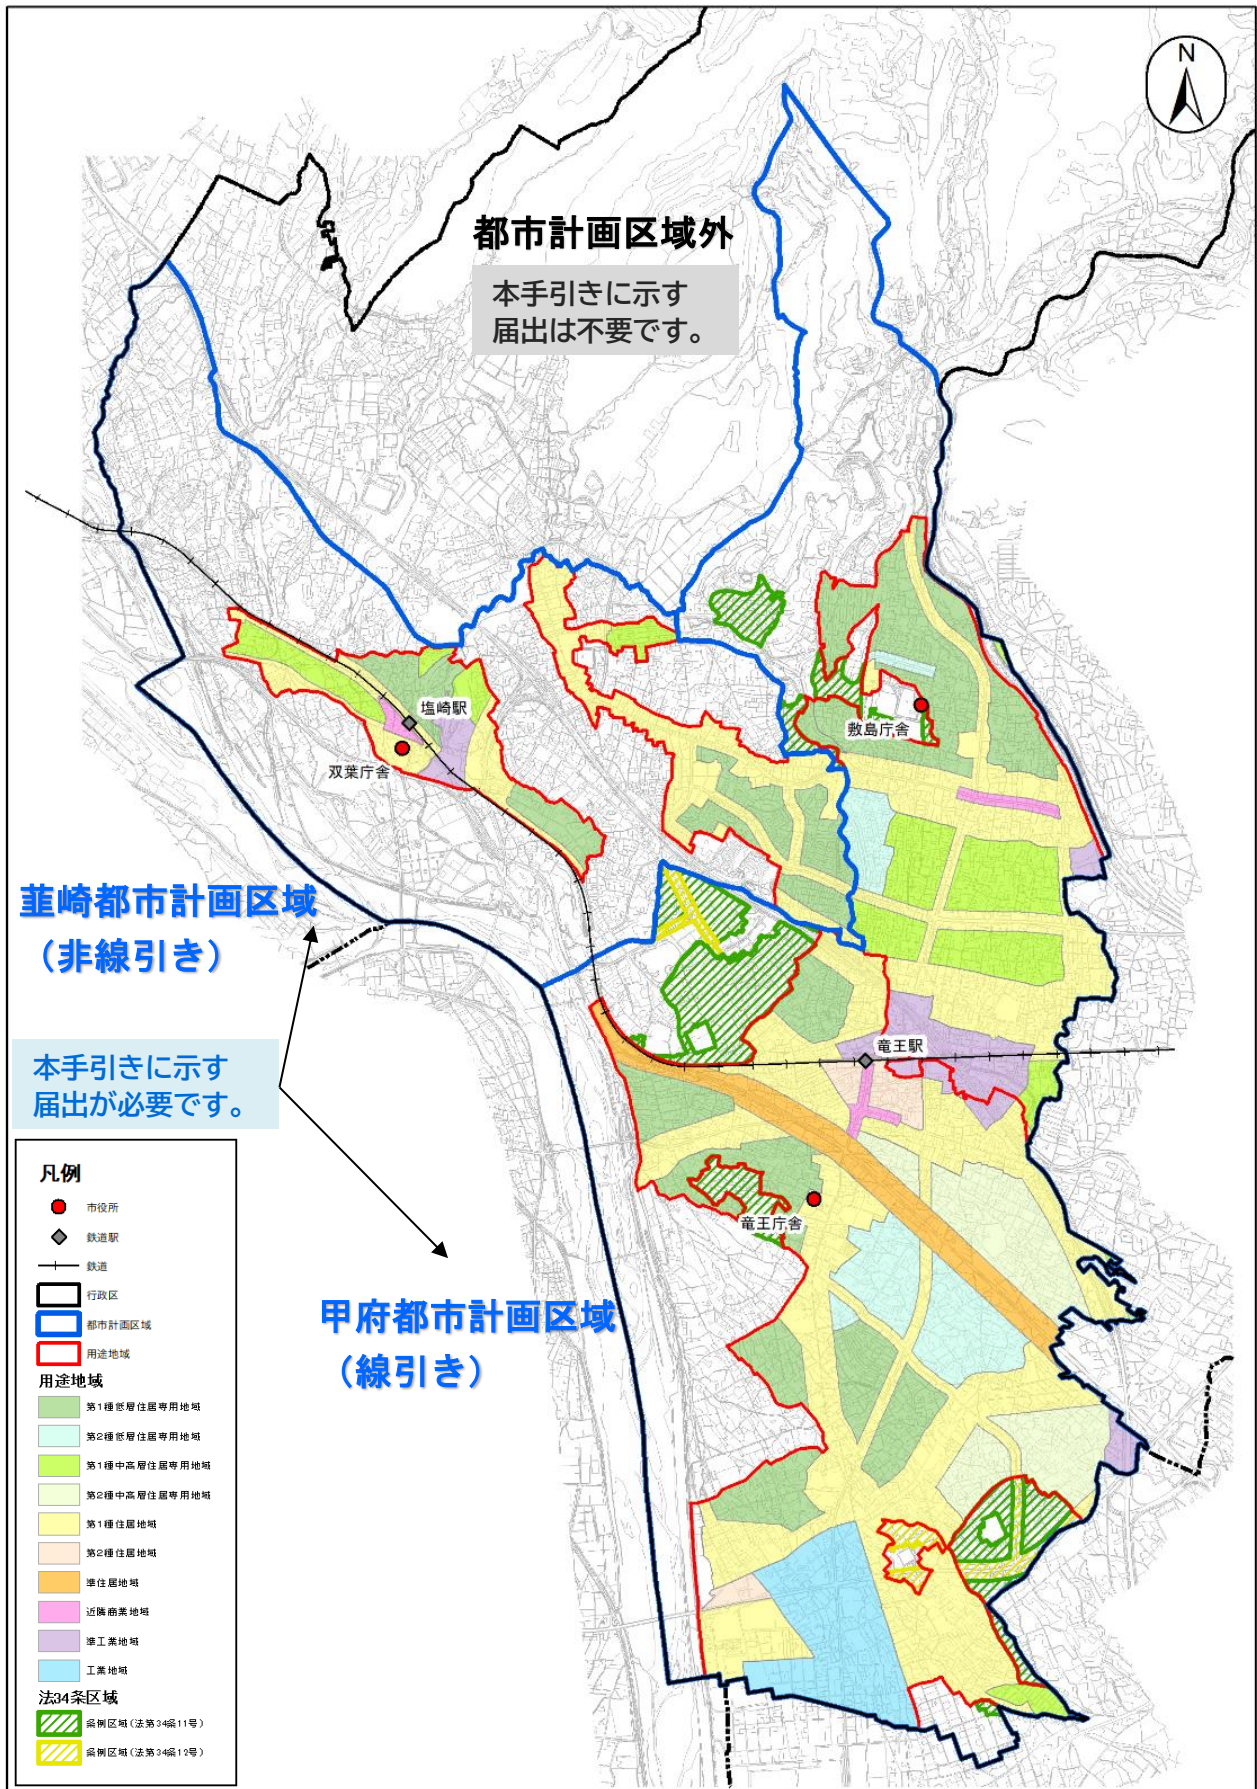 N
都市計画区域外
本手引きに示す
届出は不要です。
塩崎駅
双葉庁舎
敷島庁舎
韮崎都市計画区域
（非線引き）
本手引きに示す
届出が必要です。
竜王駅
竜王庁舎
甲府都市計画区域
（線引き）
凡例
市役所
鉄道駅
鉄道
行政区
都市計画区域
用途地域
用途地域
第1種低層住居専用地域
第2種低層住居専用地域
第1種中高層住居専用地域
第2種中高層住居専用地域
第1種住居地域
第2種住居地域
準住居地域
近隣商業地域
準工業地域
工業地域
法34条区域
条例区域（法第34条11号）
条例区域（法第34条12号）